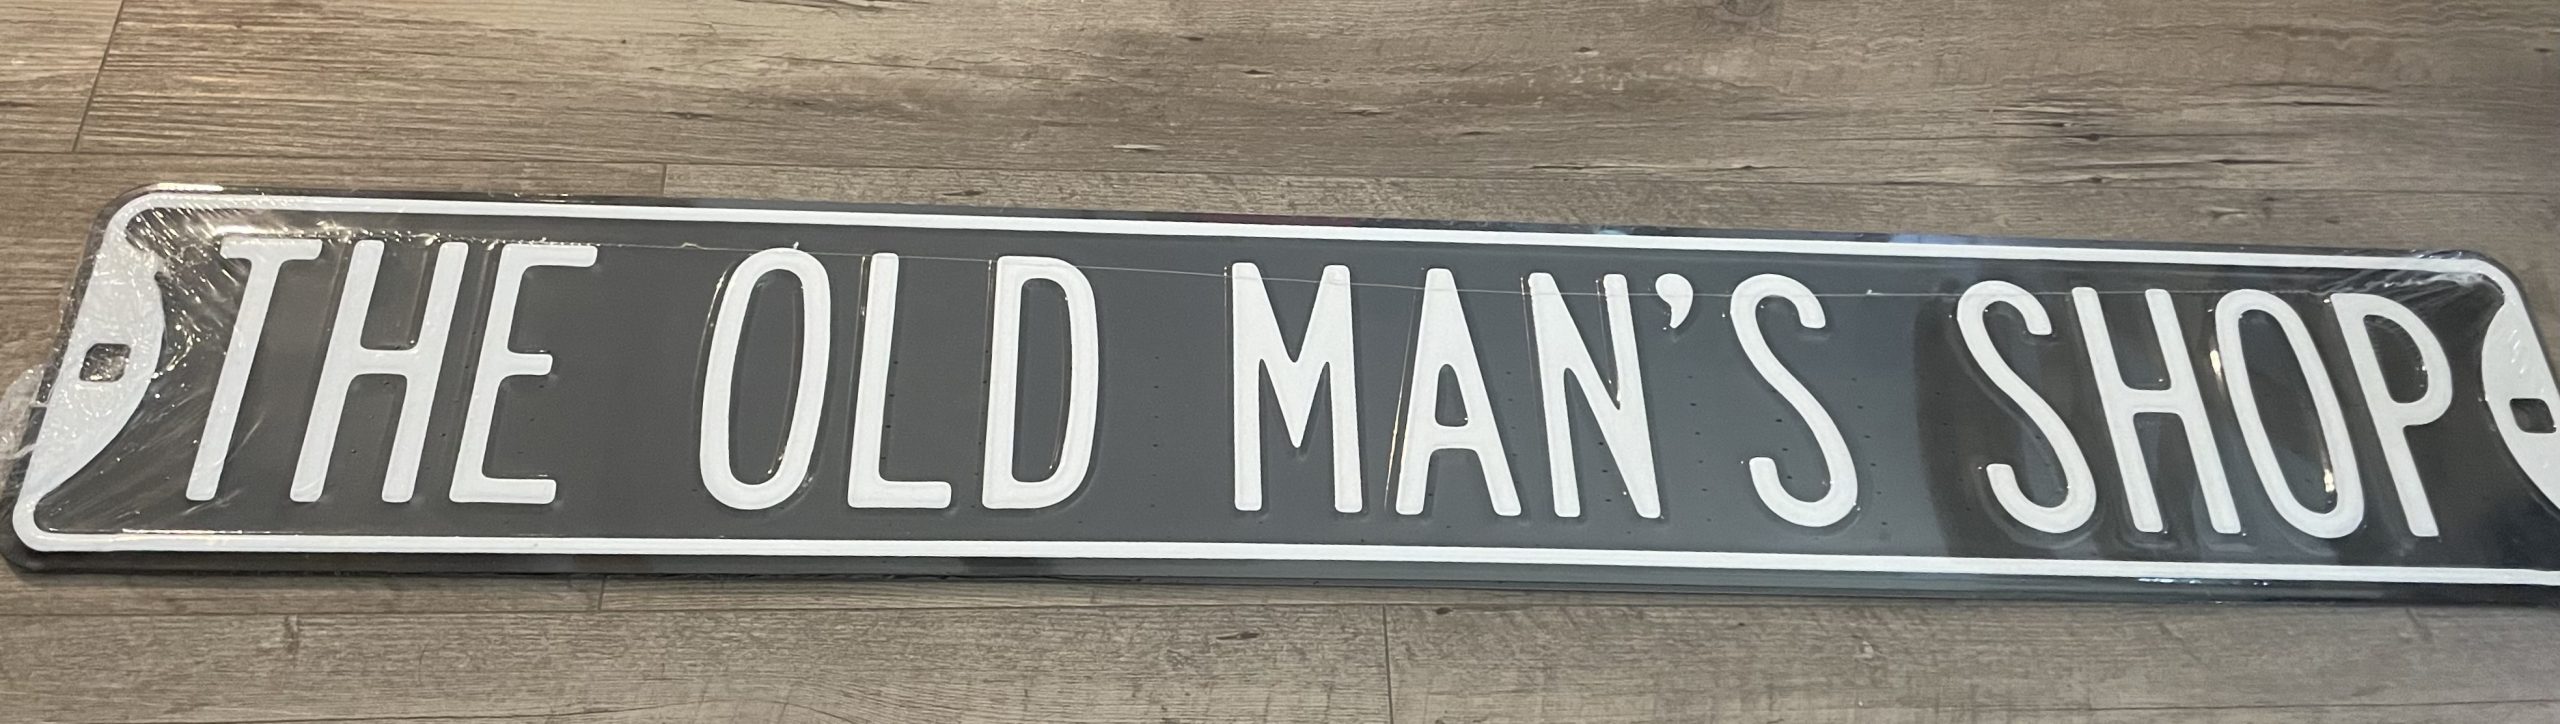 THE OLD MAN’S SHOP